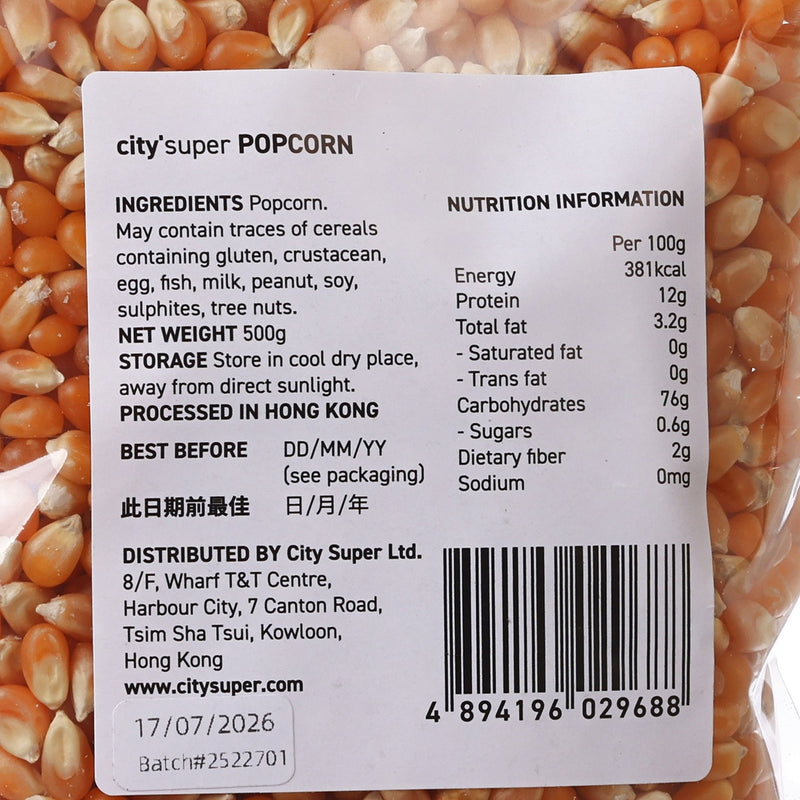 city'super POPCORN
INGREDIENTS Popcorn.
May contain traces of cereals
containing gluten, crustacean,
egg, fish, milk, peanut, soy,
sulphites, tree nuts.
NET WEIGHT 500g
STORAGE Store in cool dry place,
away from direct sunlight.
PROCESSED IN HONG KONG
BEST BEFORE DD/MM/YY
(see packaging)
此日期前最佳 日/月/年
DISTRIBUTED BY City Super Ltd.
8/F, Wharf T&T Centre,
Harbour City, 7 Canton Road,
Tsim Sha Tsui, Kowloon,
Hong Kong
www.citysuper.com
17/07/2026
Batch#2522701
NUTRITION INFORMATION
Per 100g
Energy 381kcal
Protein 12g
Total fat 3.2g
- Saturated fat 0g
- Trans fat 0g
Carbohydrates 76g
- Sugars 0.6g
Dietary fiber 2g
Sodium 0mg
4 894196 029688